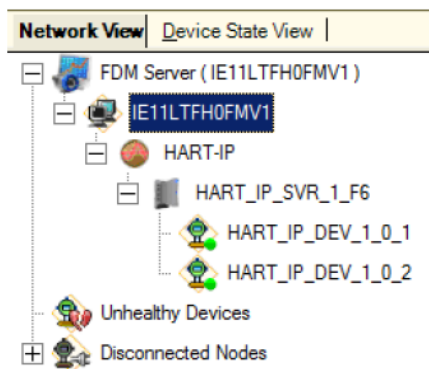 Network View Device State View
FDM Server ( IE11LTFH0FMV1 )
IE11LTFH0FMV1
HART-IP
HART_IP_SVR_1_F6
HART_IP_DEV_1_0_1
HART_IP_DEV_1_0_2
Unhealthy Devices
Disconnected Nodes